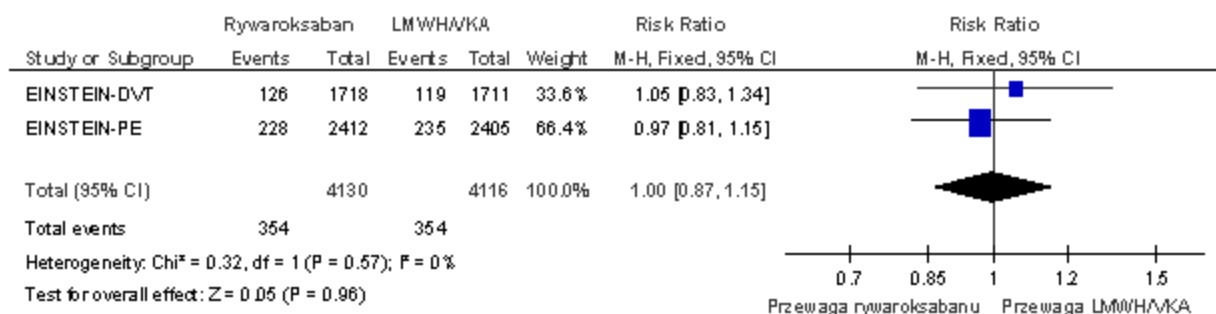 Rywaroksaban LMWH/VKA Risk Ratio Risk Ratio
Study or Subgroup Events Total Events Total Weight M-H, Fixed, 95% CI M-H, Fixed, 95% CI
EINSTEIN-DVT 126 1718 119 1711 33.6% 1.05 [0.83, 1.34]
EINSTEIN-PE 228 2412 235 2405 66.4% 0.97 [0.81, 1.15]
Total (95% CI) 4130 4116 100.0% 1.00 [0.87, 1.15]
Total events 354 354
Heterogeneity: Chi² = 0.32, df = 1 (P = 0.57); I² = 0%
Test for overall effect: Z = 0.05 (P = 0.96)
0.7 0.85 1 1.2 1.5
Przewaga rywaroksabanu Przewaga LMWH/VKA